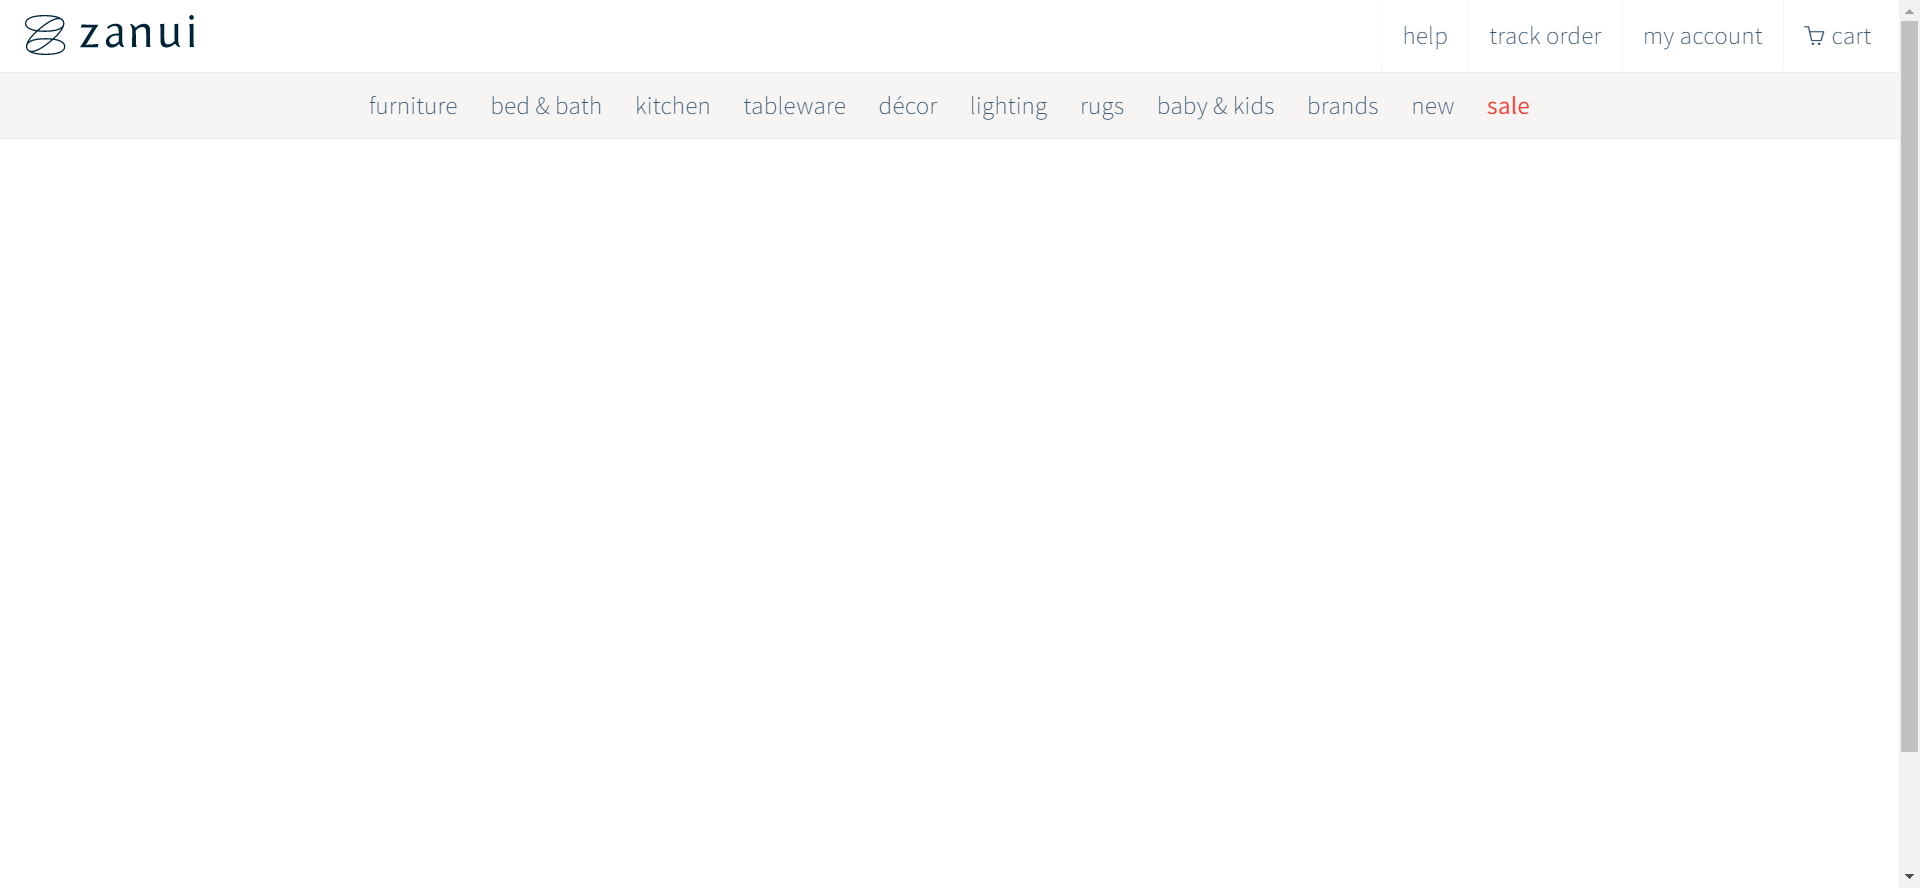 zanui
help track order my account cart
furniture bed & bath kitchen tableware décor lighting rugs baby & kids brands new sale